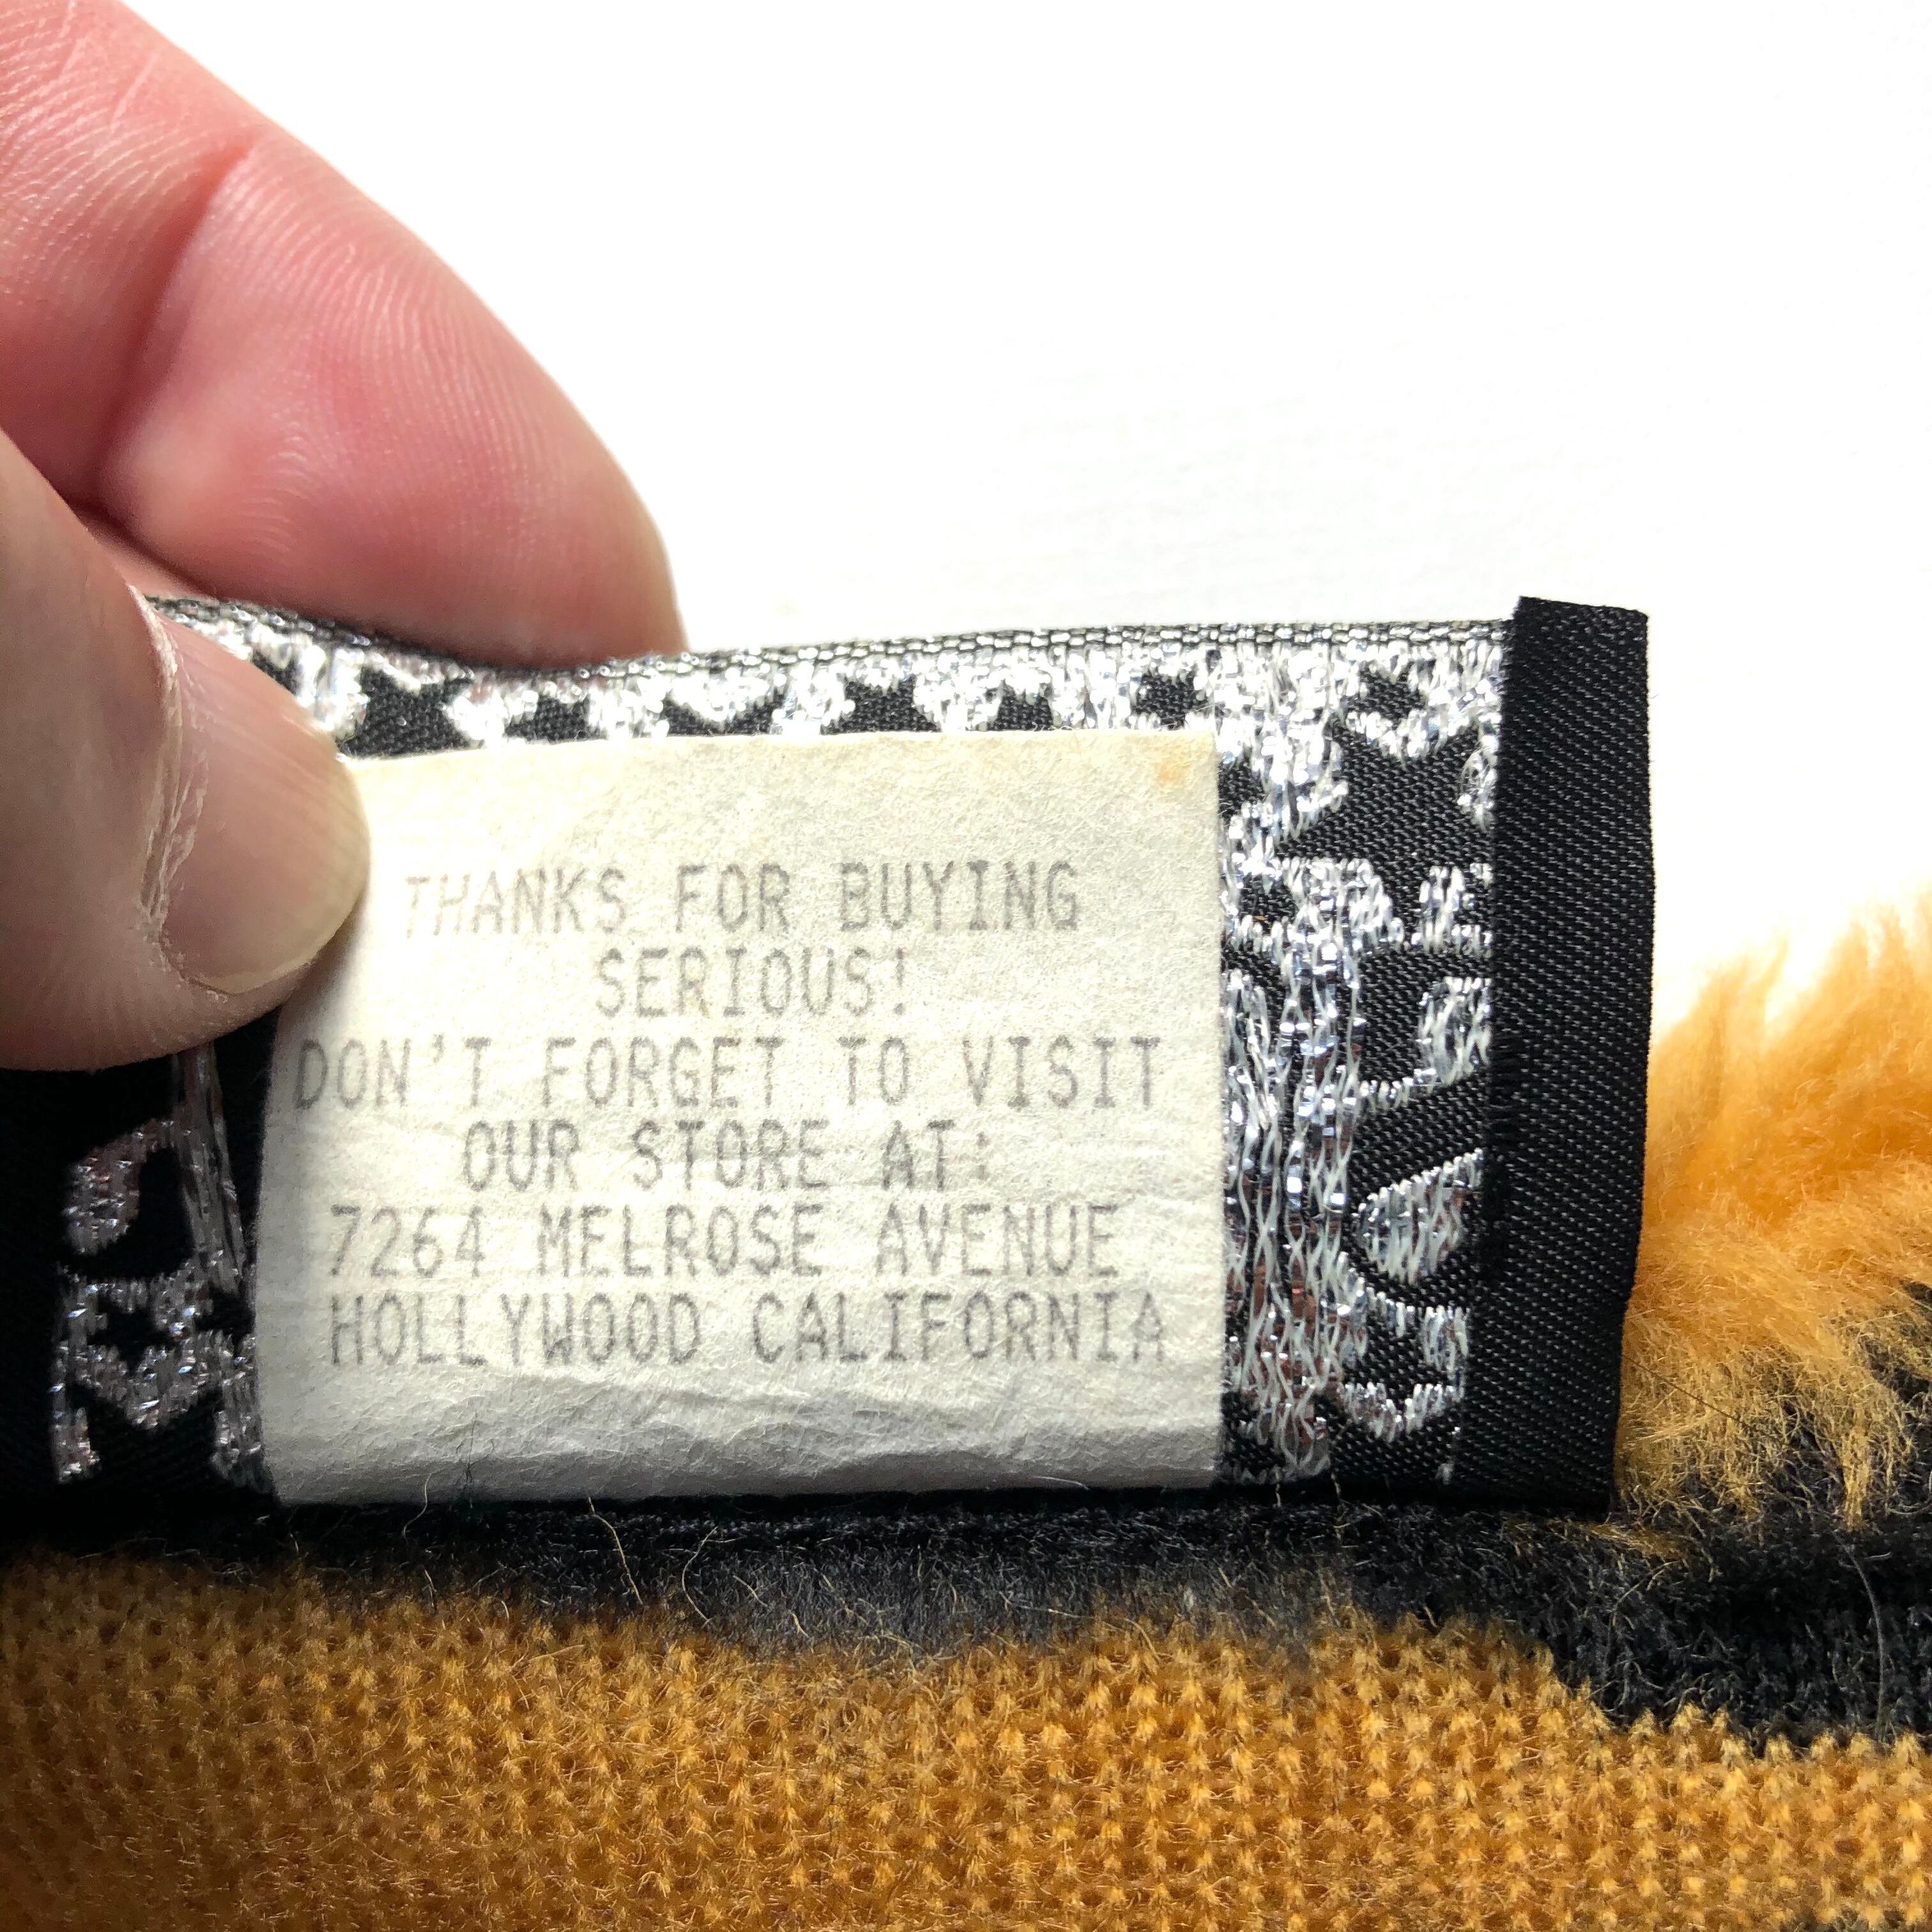 THANKS FOR BUYING
SERIOUS!
DON'T FORGET TO VISIT
OUR STORE AT:
7264 MELROSE AVENUE
HOLLYWOOD CALIFORNIA